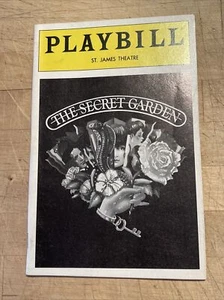 PLAYBILL
ST. JAMES THEATRE
THE SECRET GARDEN